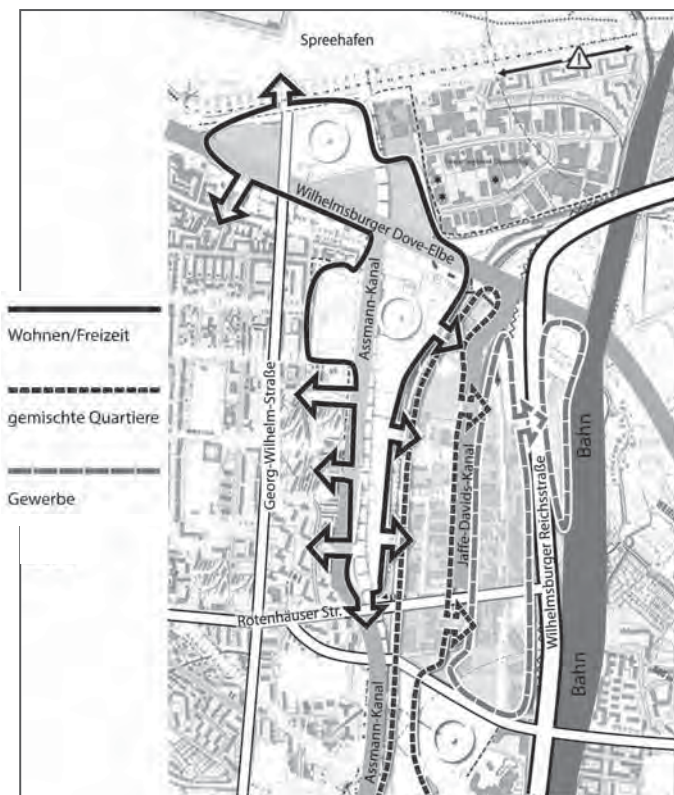 Spreehafen
Wilhelmsburger Dove-Elbe
Assmann-Kanal
Wohnen/Freizeit
gemischte Quartiere
Gewerbe
Georg-Wilhelm-Straße
Jaffe-Davids-Kanal
Wilhelmsburger Reichsstraße
Bahn
Rotenhäuser Str.
Assmann-Kanal
Bahn